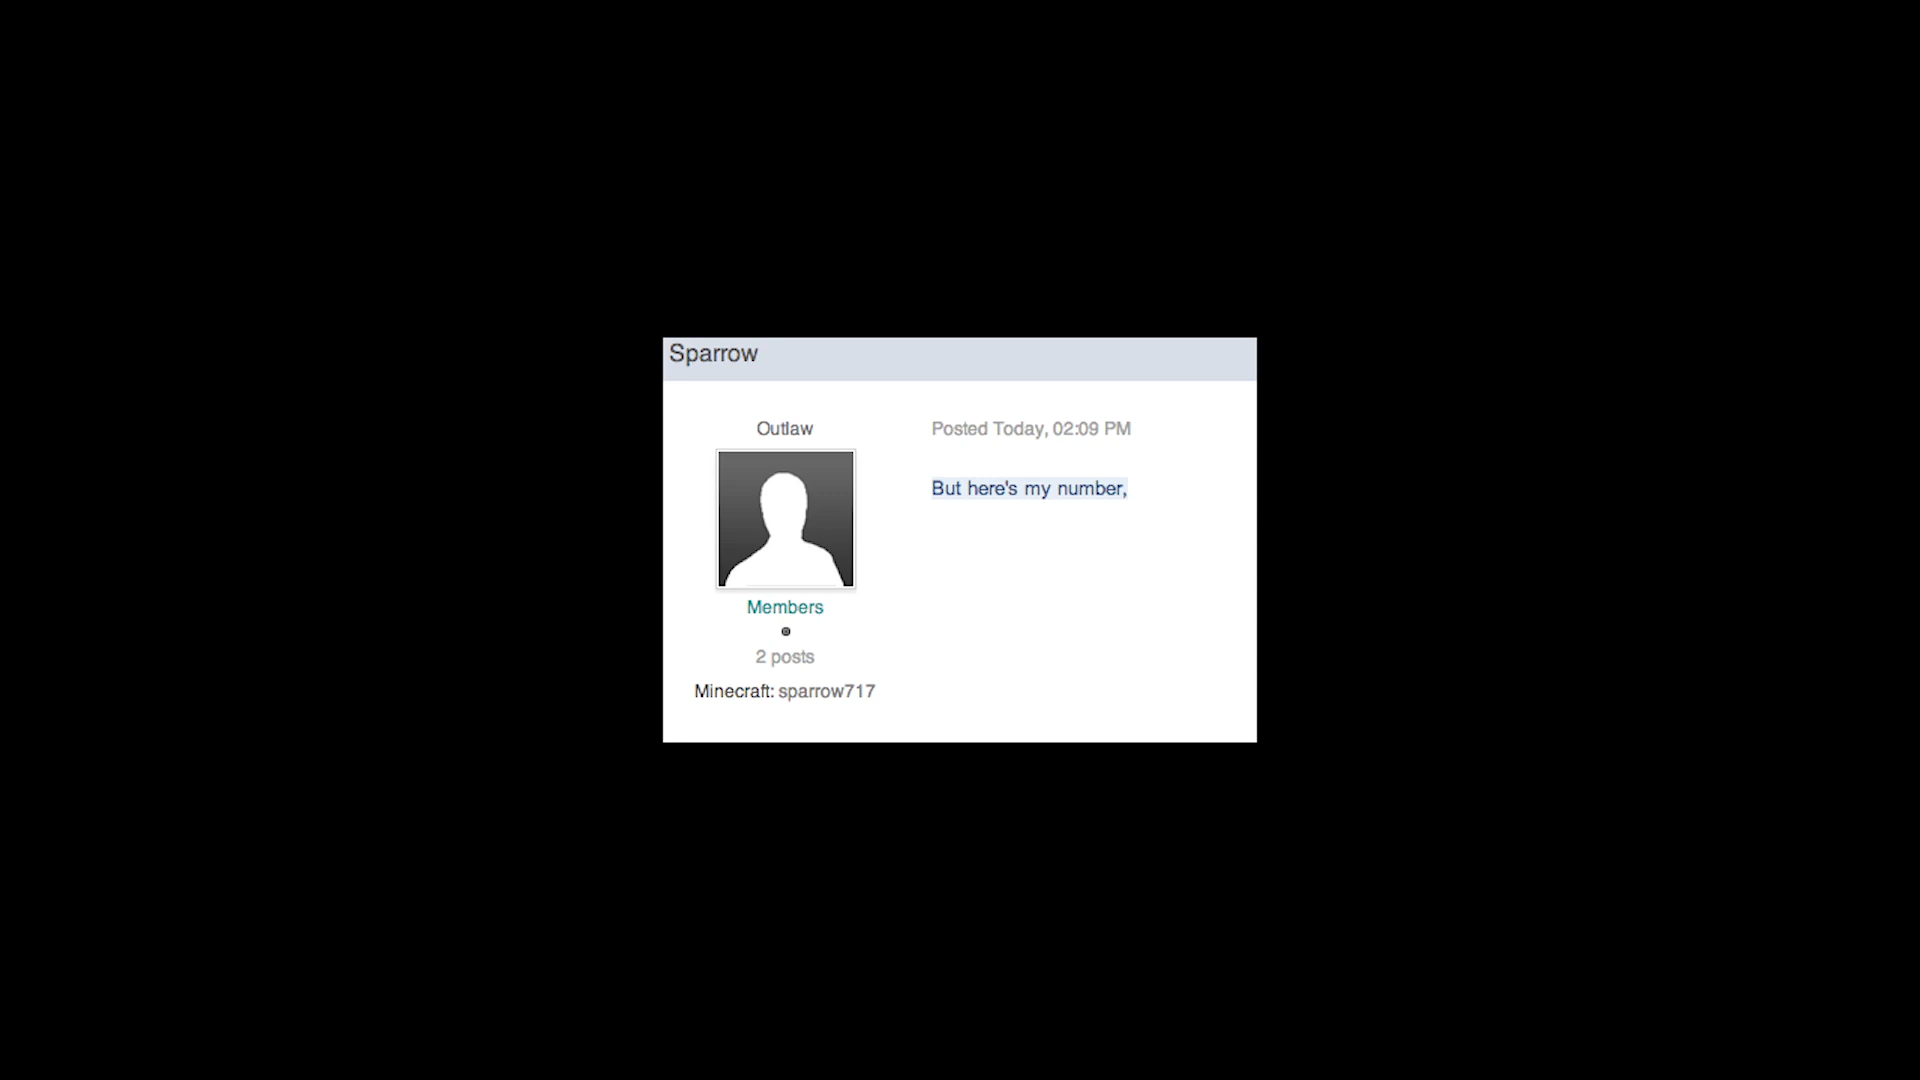 Sparrow
Outlaw
Posted Today, 02:09 PM
But here's my number,
Members
2 posts
Minecraft: sparrow717